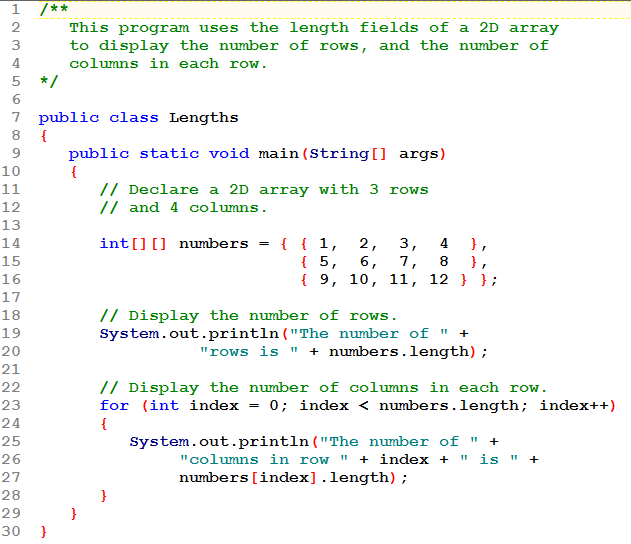 1 /**
2 This program uses the length fields of a 2D array
3 to display the number of rows, and the number of
4 columns in each row.
5 */
6
7 public class Lengths
8 {
9 public static void main(String[] args)
10 {
11 // Declare a 2D array with 3 rows
12 // and 4 columns.
13
14 int[][] numbers = { { 1, 2, 3, 4 },
15 { 5, 6, 7, 8 },
16 { 9, 10, 11, 12 } };
17
18 // Display the number of rows.
19 System.out.println("The number of " +
20 "rows is " + numbers.length);
21
22 // Display the number of columns in each row.
23 for (int index = 0; index < numbers.length; index++)
24 {
25 System.out.println("The number of " +
26 "columns in row " + index + " is " +
27 numbers[index].length);
28 }
29 }
30 }